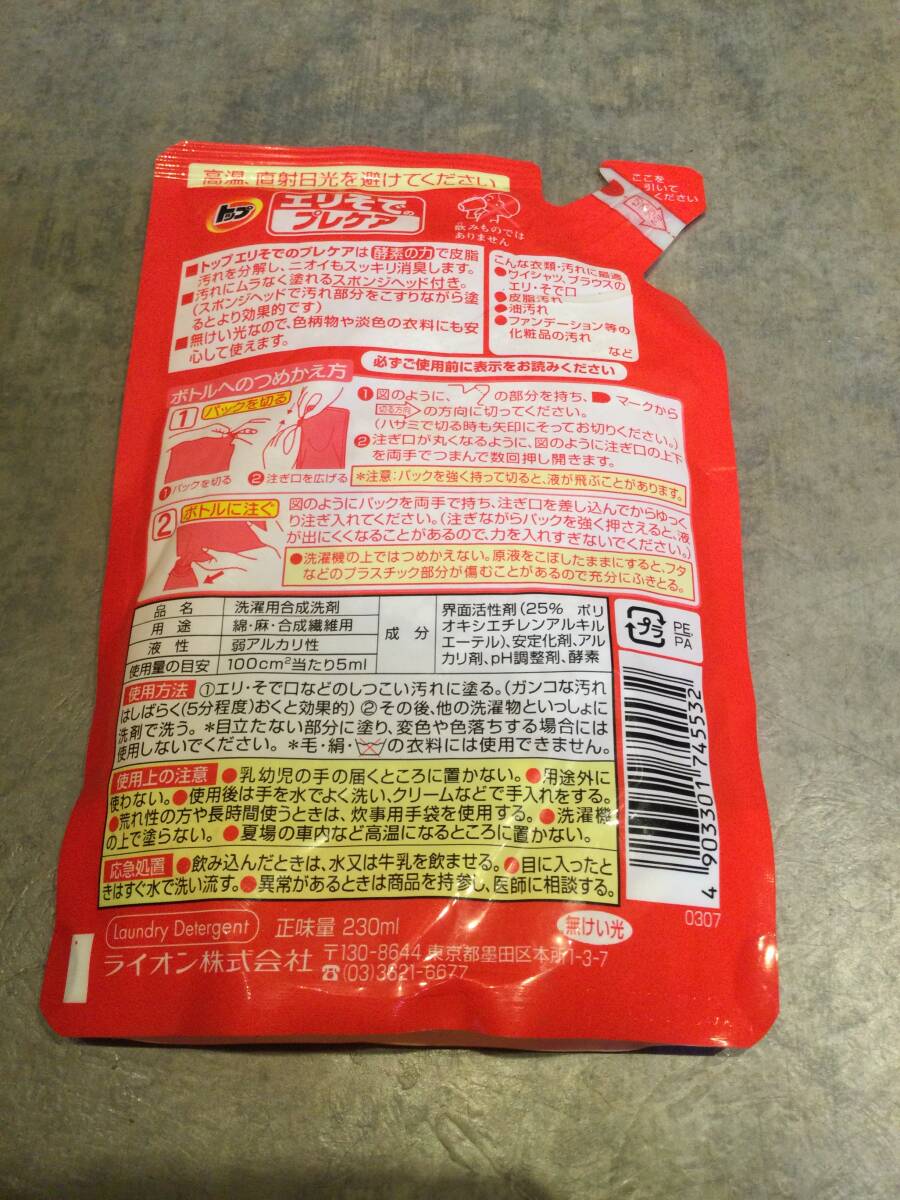 高温、直射日光を避けてください
ここを
引いて
ください
トップ
エリそでの
プレケア
飲みものでは
ありません
■トップエリそでのプレケアは酵素の力で皮脂
汚れを分解し、ニオイもスッキリ消臭します。
■汚れにムラなく塗れるスポンジヘッド付き。
(スポンジヘッドで汚れ部分をこすりながら塗
るとより効果的です)
■無けい光なので、色柄物や淡色の衣料にも安
心して使えます。
こんな衣類・汚れに最適
●ワイシャツ、ブラウスの
エリ・そで口
●皮脂汚れ
●油汚れ
●ファンデーション等の
化粧品の汚れ
など
必ずご使用前に表示をお読みください
ボトルへのつめかえ方
1 パックを切る
①パックを切る ②注ぎ口を広げる
①図のように、の部分を持ち、マークから
切る方向の方向に切ってください。
(ハサミで切る時も矢印にそってお切りください。)
②注ぎ口が丸くなるように、図のように注ぎ口の上下
を両手でつまんで数回押し開きます。
*注意:パックを強く持って切ると、液が飛ぶことがあります。
2 ボトルに注ぐ
図のようにパックを両手で持ち、注ぎ口を差し込んでからゆっく
り注ぎ入れてください。(注ぎながらパックを強く押さえると、液
が出にくくなることがあるので、力を入れすぎないでください。)
●洗濯機の上ではつめかえない。原液をこぼしたままにすると、フタ
などのプラスチック部分が傷むことがあるので充分にふきとる。
品名 洗濯用合成洗剤
用途 綿・麻・合成繊維用
液性 弱アルカリ性
使用量の目安 100cm²当たり5ml
成分
界面活性剤(25% ポリ
オキシエチレンアルキル
エーテル)、安定化剤、アル
カリ剤、pH調整剤、酵素
プラ
PE,
PA
使用方法 ①エリ・そで口などのしつこい汚れに塗る。(ガンコな汚れ
はしばらく(5分程度)おくと効果的) ②その後、他の洗濯物といっしょに
洗剤で洗う。*目立たない部分に塗り、変色や色落ちする場合には
使用しないでください。*毛・絹・の衣料には使用できません。
使用上の注意 ●乳幼児の手の届くところに置かない。●用途外に
使わない。●使用後は手を水でよく洗い、クリームなどで手入れをする。
●荒れ性の方や長時間使うときは、炊事用手袋を使用する。●洗濯機
の上で塗らない。●夏場の車内など高温になるところに置かない。
応急処置 ●飲み込んだときは、水又は牛乳を飲ませる。●目に入ったと
きはすぐ水で洗い流す。●異常があるときは商品を持参し、医師に相談する。
4 903301 745532
0307
Laundry Detergent 正味量 230ml
無けい光
ライオン株式会社 〒130-8644 東京都墨田区本所1-3-7
☎(03)3621-6677